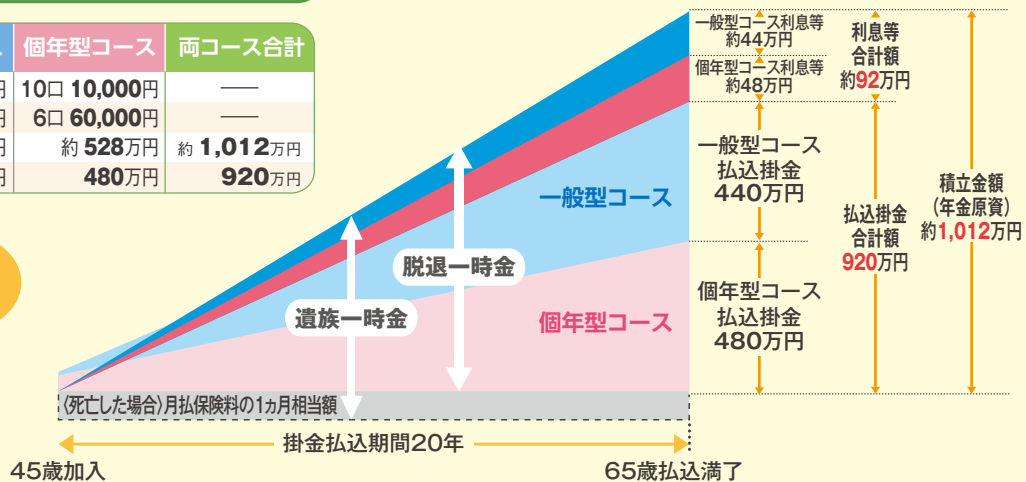 個年型コース 両コース合計
円 10口 10,000円 ——
円 6口 60,000円 ——
円 約 528万円 約 1,012万円
円 480万円 920万円
一般型コース利息等
約44万円
個年型コース利息等
約48万円
利息等
合計額
約92万円
一般型コース
払込掛金
440万円
個年型コース
払込掛金
480万円
払込掛金
合計額
920万円
積立金額
(年金原資)
約1,012万円
一般型コース
脱退一時金
遺族一時金
個年型コース
〈死亡した場合〉月払保険料の1ヵ月相当額
掛金払込期間20年
45歳加入
65歳払込満了